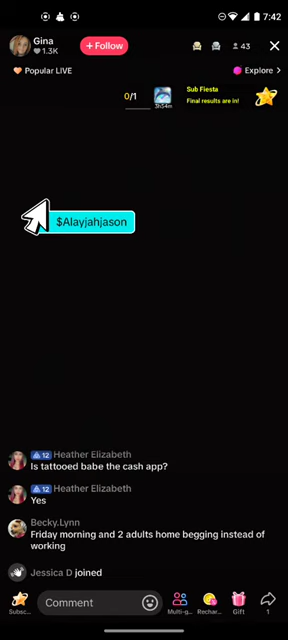 7:42
Gina
1.3K
+ Follow
43
Popular LIVE
Explore >
0/1
3h34m
Sub Fiesta
Final results are in!
$Alayjahjason
12 Heather Elizabeth
Is tattooed babe the cash app?
12 Heather Elizabeth
Yes
Becky.Lynn
Friday morning and 2 adults home begging instead of
working
Jessica D joined
Comment
Subsc...
Multi-g...
Rechar...
Gift
1